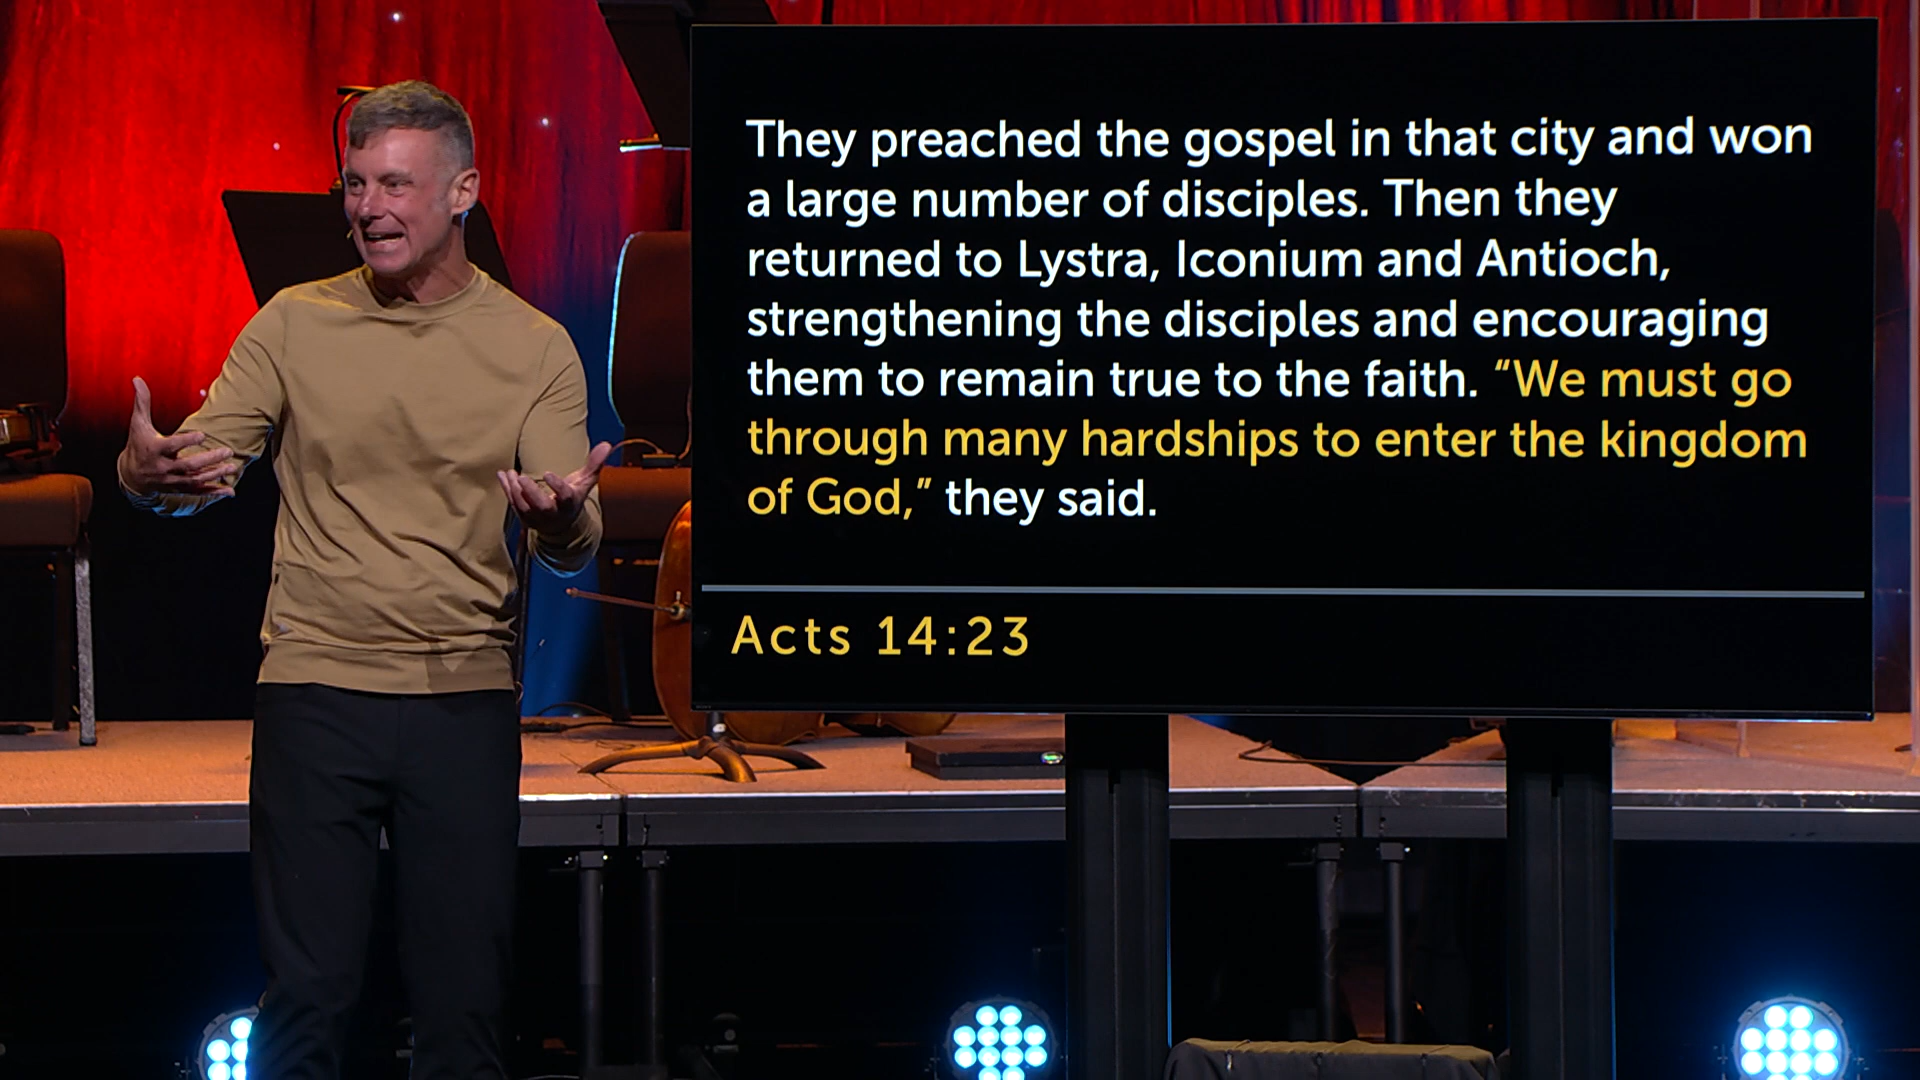 They preached the gospel in that city and won
a large number of disciples. Then they
returned to Lystra, Iconium and Antioch,
strengthening the disciples and encouraging
them to remain true to the faith. “We must go
through many hardships to enter the kingdom
of God,” they said.
Acts 14:23